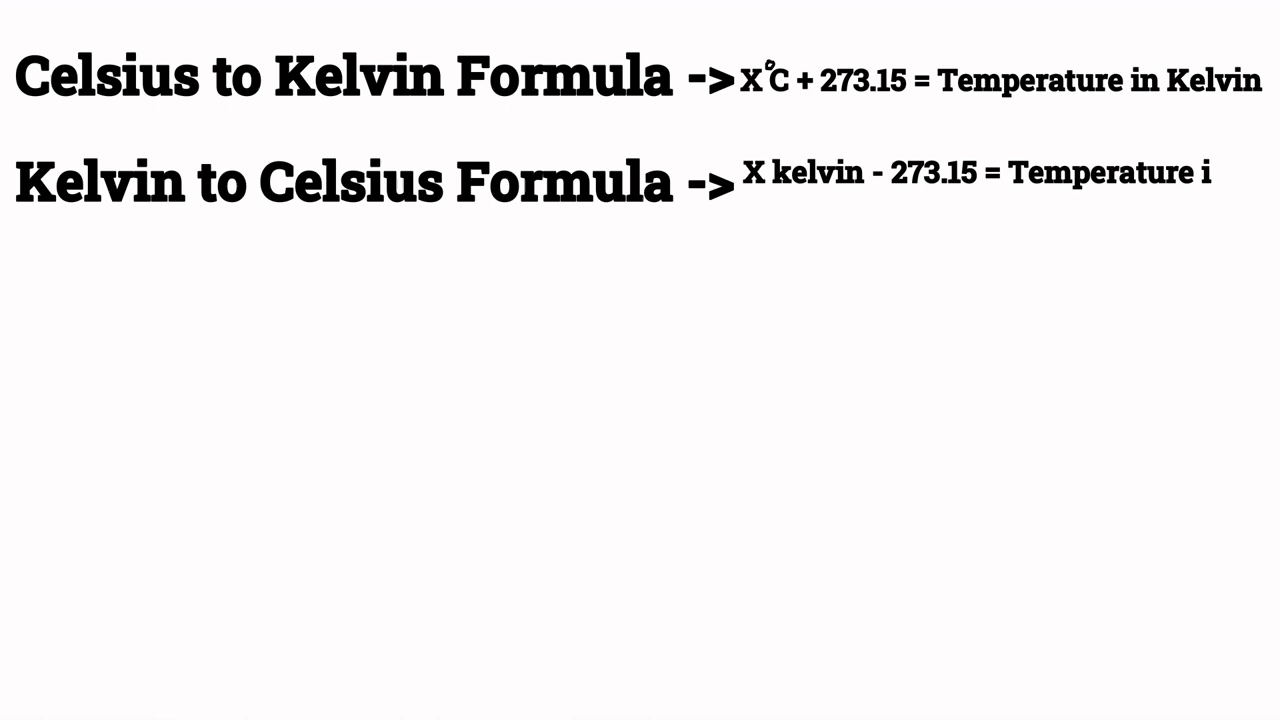 Celsius to Kelvin Formula -> X°C + 273.15 = Temperature in Kelvin
Kelvin to Celsius Formula -> X kelvin - 273.15 = Temperature i